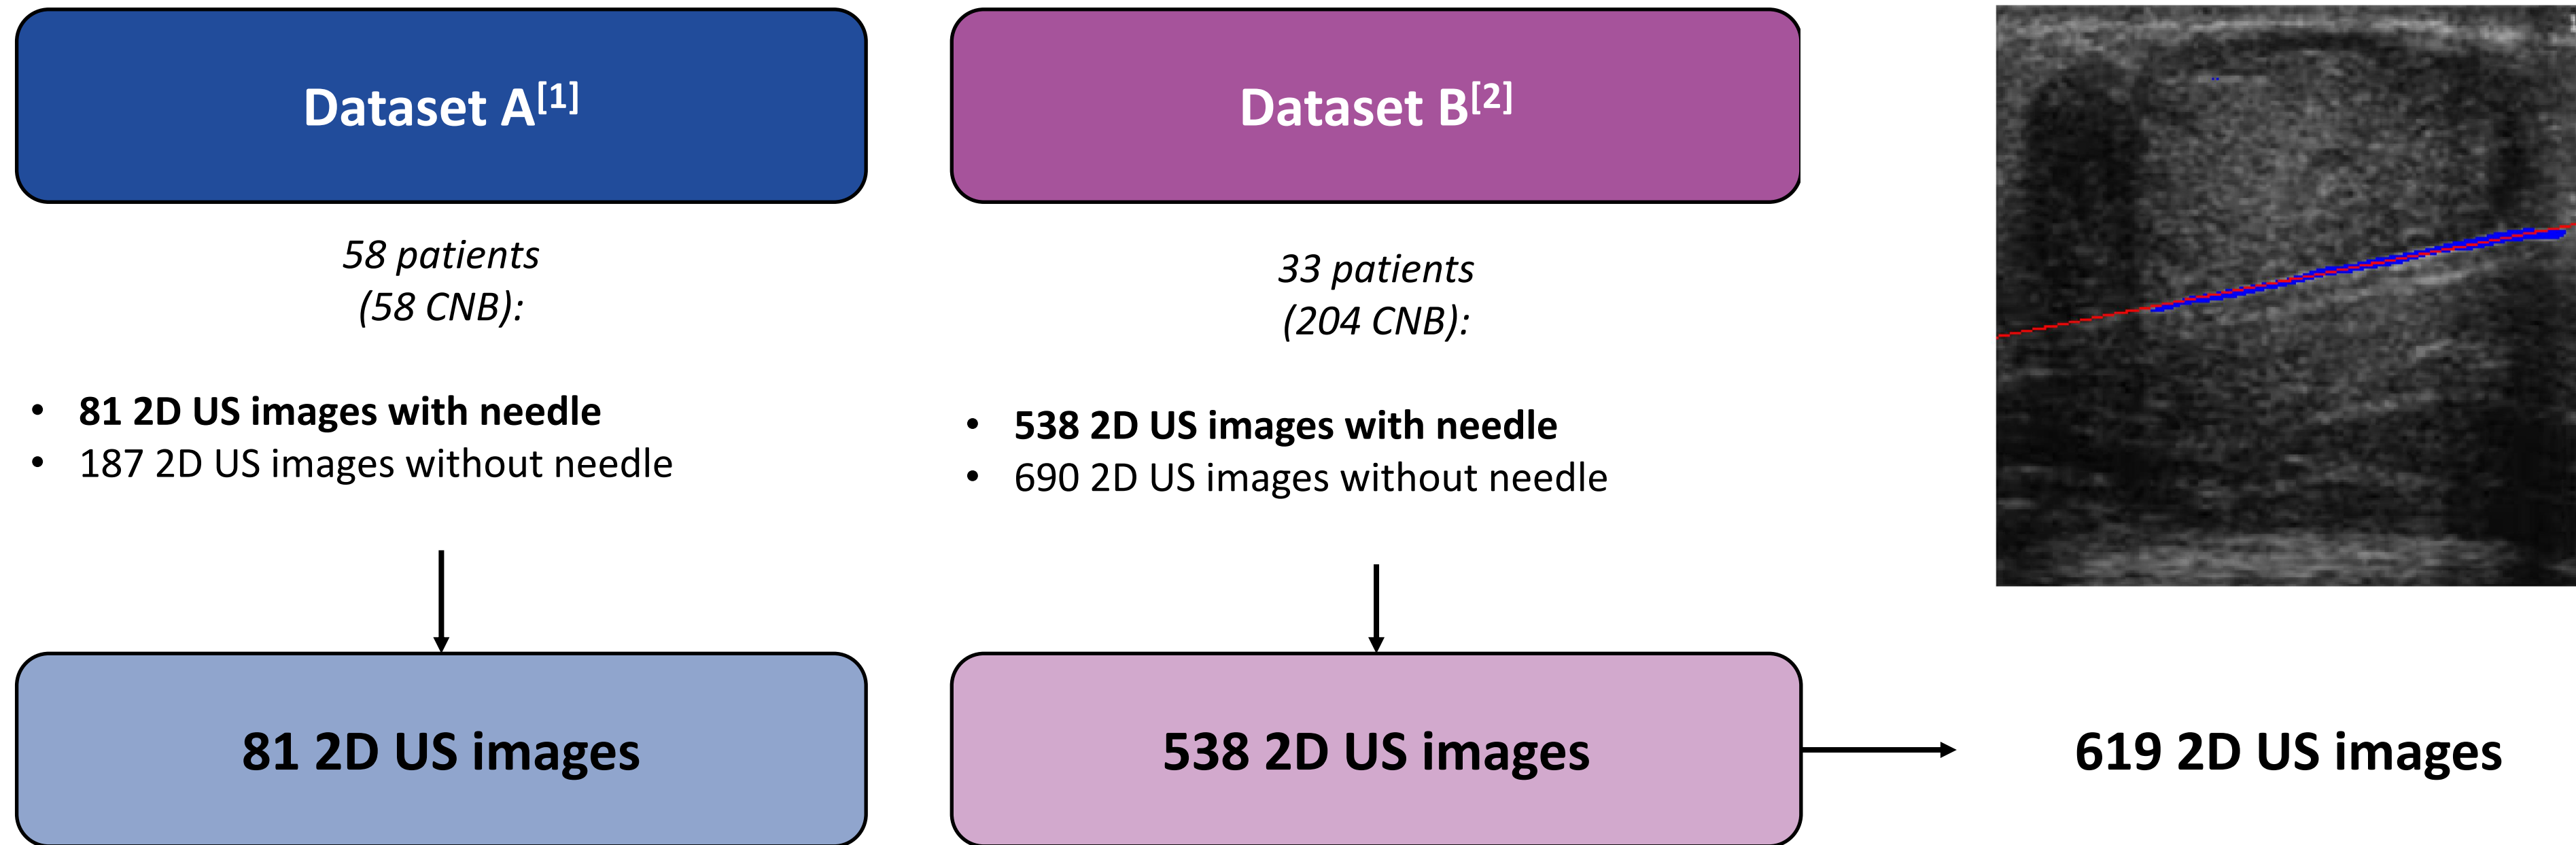 Dataset A[1]
58 patients
(58 CNB):
• 81 2D US images with needle
• 187 2D US images without needle
81 2D US images
Dataset B[2]
33 patients
(204 CNB):
• 538 2D US images with needle
• 690 2D US images without needle
538 2D US images
619 2D US images